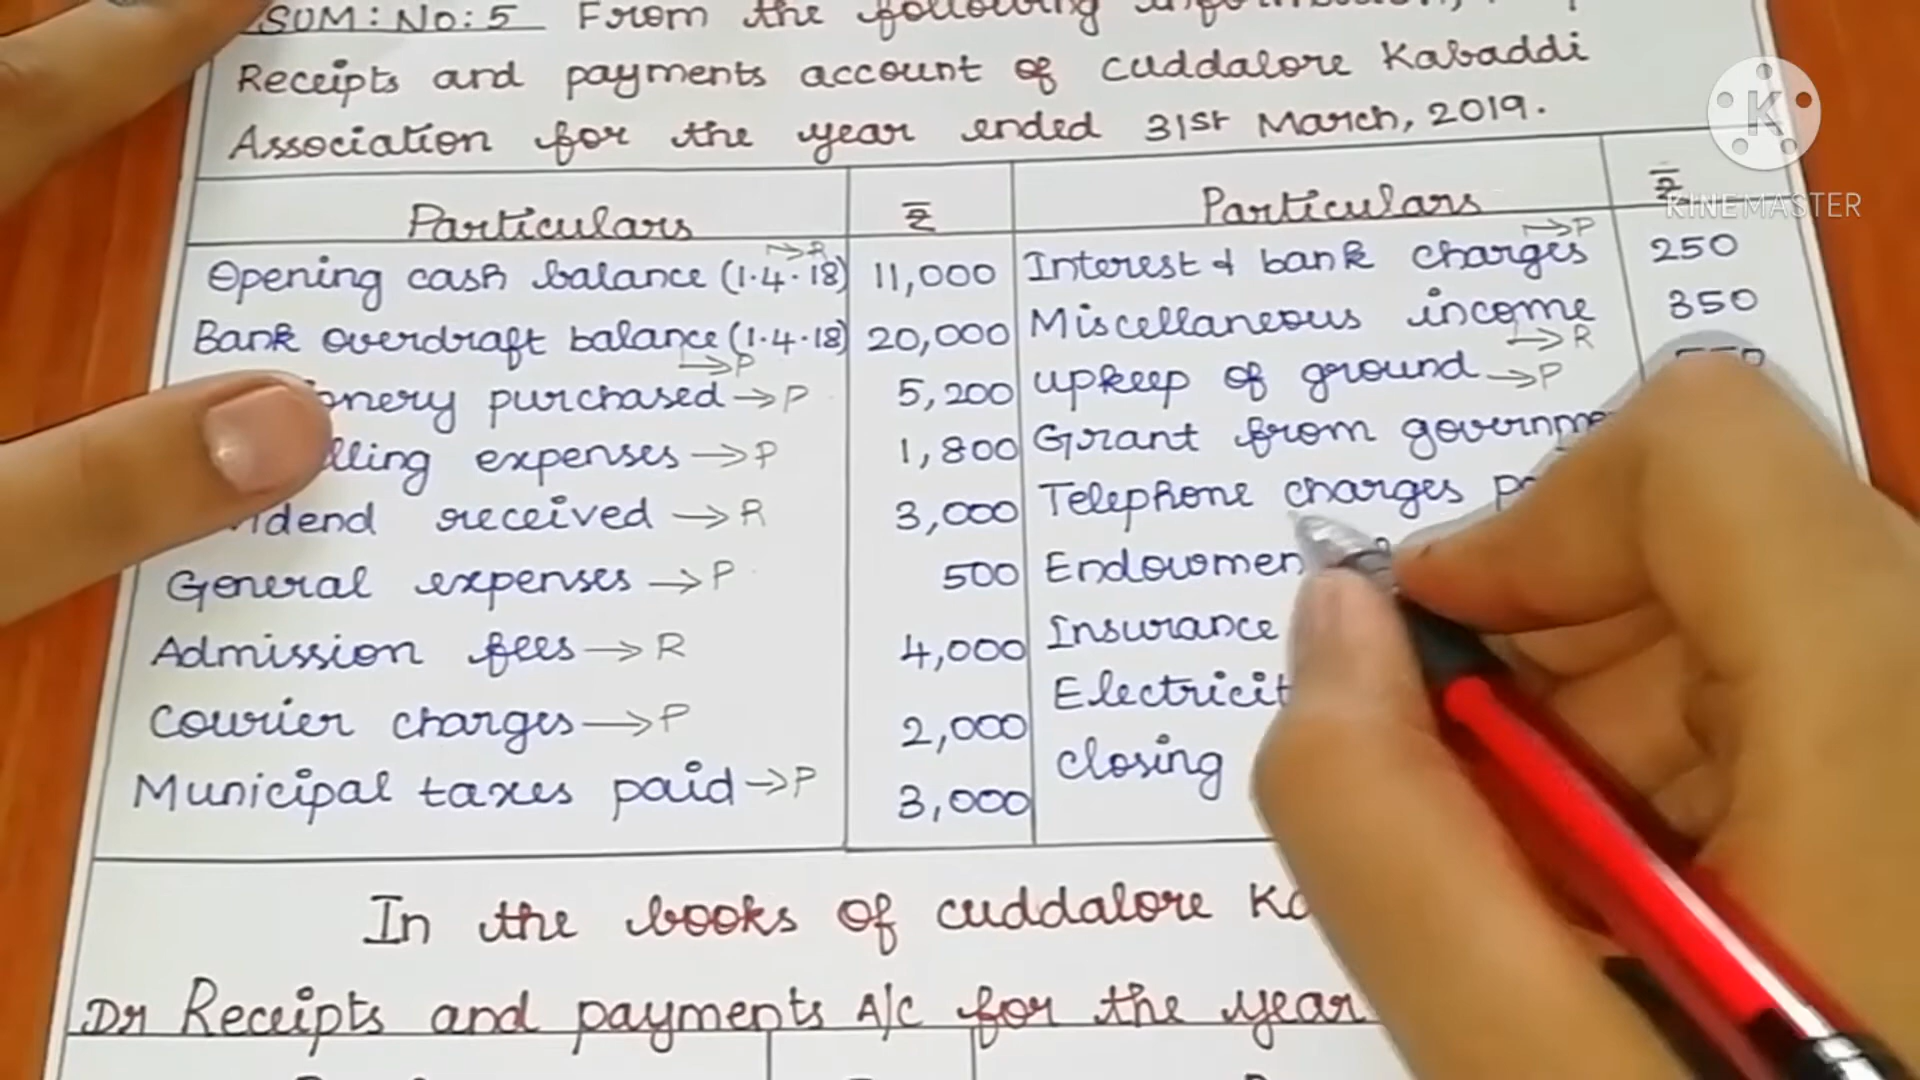 SUM: No: 5 From the following
Receipts and payments account of cuddalore Kabaddi
Association for the year ended 31st March, 2019.
Particulars ₹ Particulars ₹
Opening cash balance (1.4.18) →R 11,000 Interest & bank charges →P 250
Bank overdraft balance (1.4.18) →P 20,000 Miscellaneous income →R 350
purchased →P 5,200 upkeep of ground →P
expenses →P 1,800 Grant from
received →R 3,000 Telephone charges
General expenses →P 500
Admission fees →R 4,000 Insurance
Courier charges →P 2,000
Municipal taxes paid →P 3,000 closing
In the books of cuddalore
Dr Receipts and payments A/C for the year
K
KINEMASTER